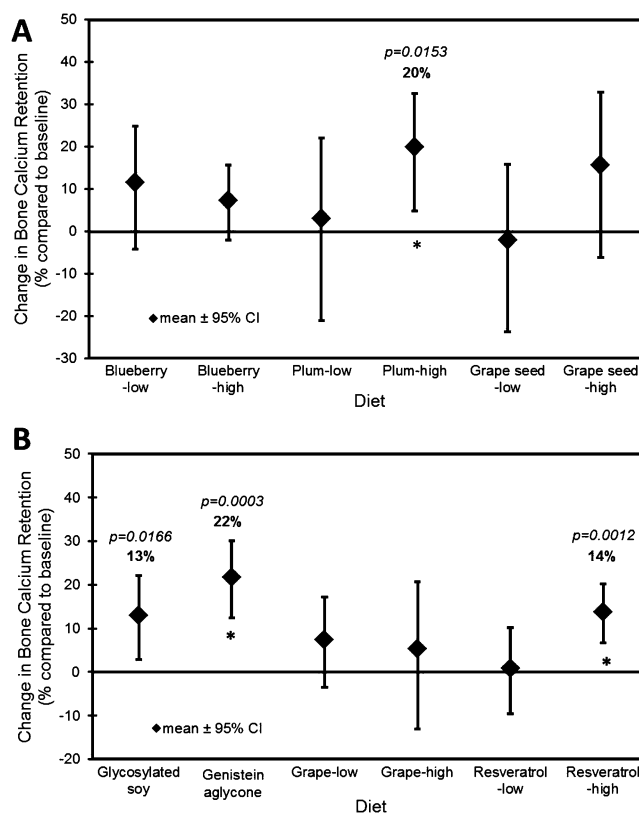 A
p=0.0153
20%
50
40
30
20
10
0
-10
-20
-30
Change in Bone Calcium Retention
(% compared to baseline)
*
mean ± 95% CI
Blueberry
-low
Blueberry
-high
Plum-low
Plum-high
Grape seed
-low
Grape seed
-high
Diet
B
50
40
30
20
10
0
-10
-20
Change in Bone Calcium Retention
(% compared to baseline)
p=0.0166
13%
p=0.0003
22%
*
p=0.0012
14%
*
mean ± 95% CI
Glycosylated
soy
Genistein
aglycone
Grape-low
Grape-high
Resveratrol
-low
Resveratrol
-high
Diet